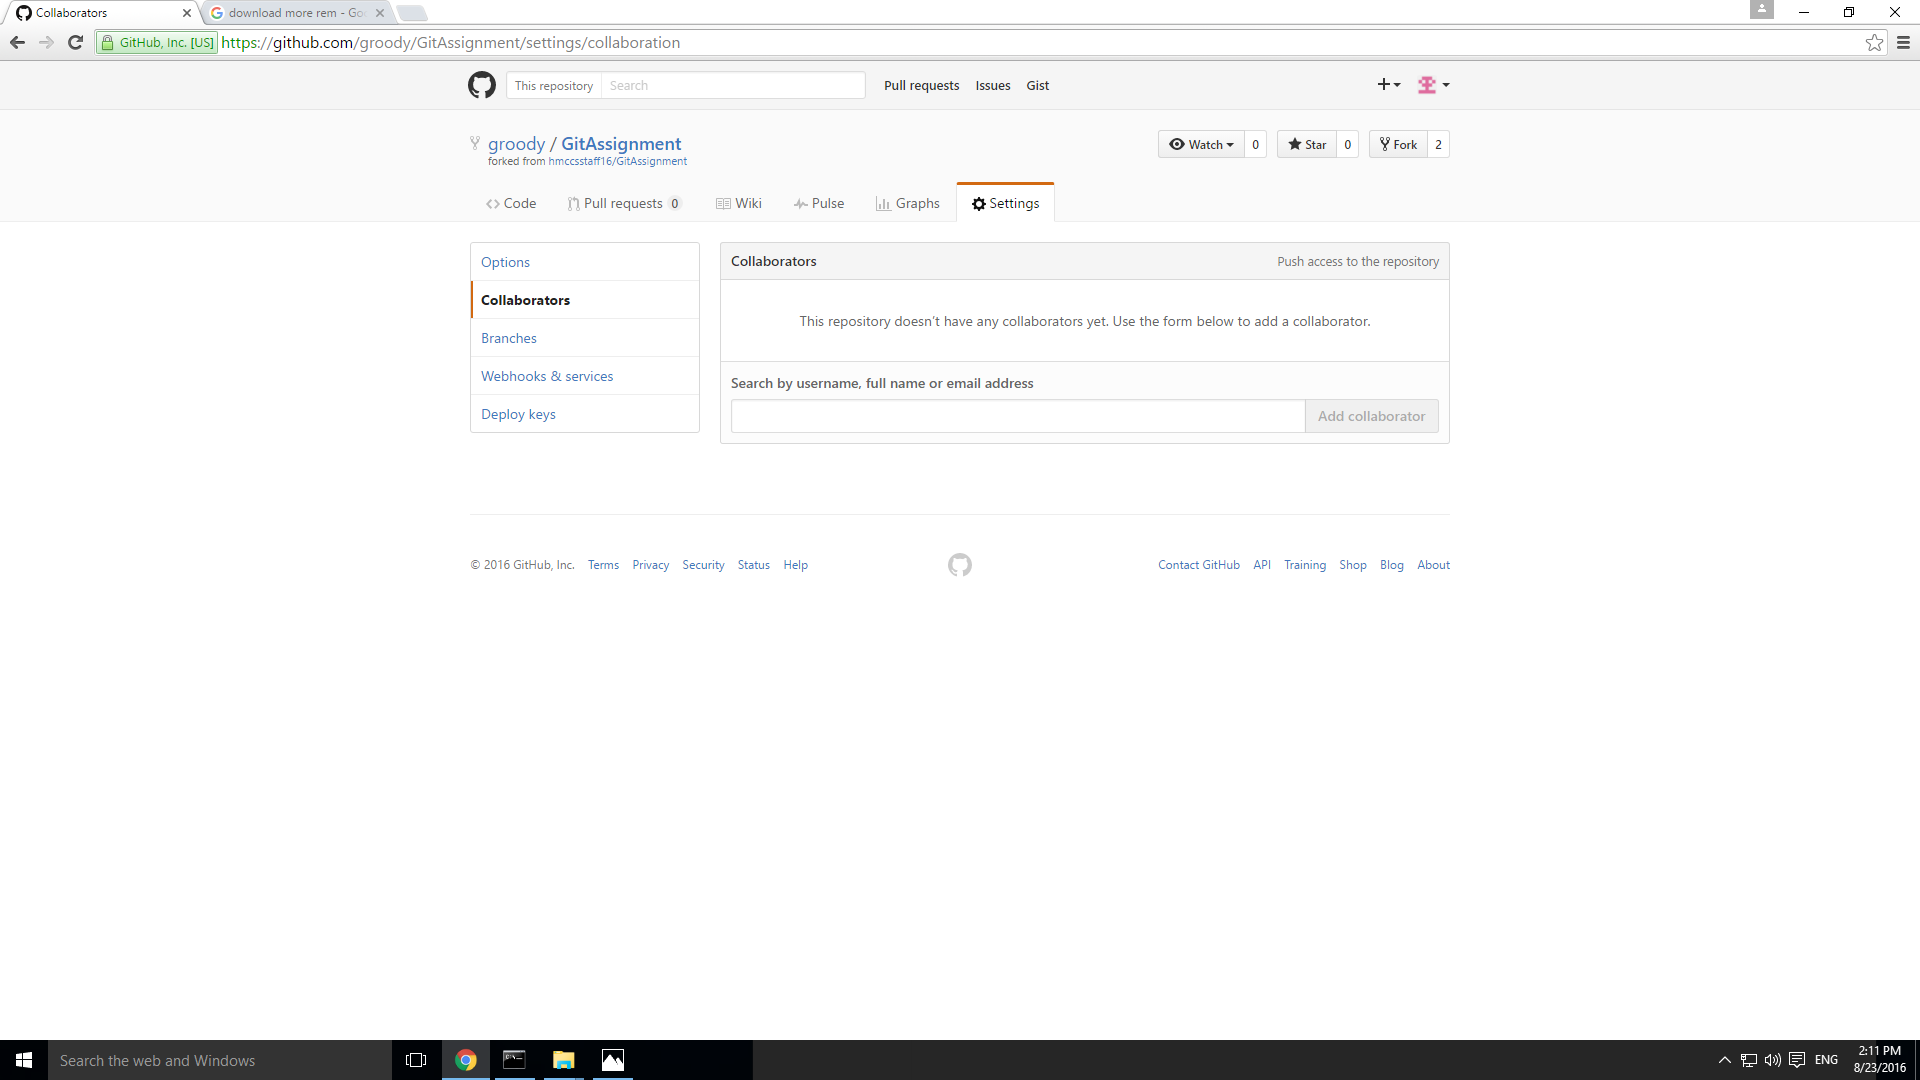 Collaborators
download more rem - Goo
GitHub, Inc. [US] https://github.com/groody/GitAssignment/settings/collaboration
This repository Search Pull requests Issues Gist
groody / GitAssignment
forked from hmccsstaff16/GitAssignment
Watch 0 Star 0 Fork 2
Code Pull requests 0 Wiki Pulse Graphs Settings
Options
Collaborators
Branches
Webhooks & services
Deploy keys
Collaborators Push access to the repository
This repository doesn't have any collaborators yet. Use the form below to add a collaborator.
Search by username, full name or email address
Add collaborator
© 2016 GitHub, Inc. Terms Privacy Security Status Help
Contact GitHub API Training Shop Blog About
Search the web and Windows
ENG
2:11 PM
8/23/2016